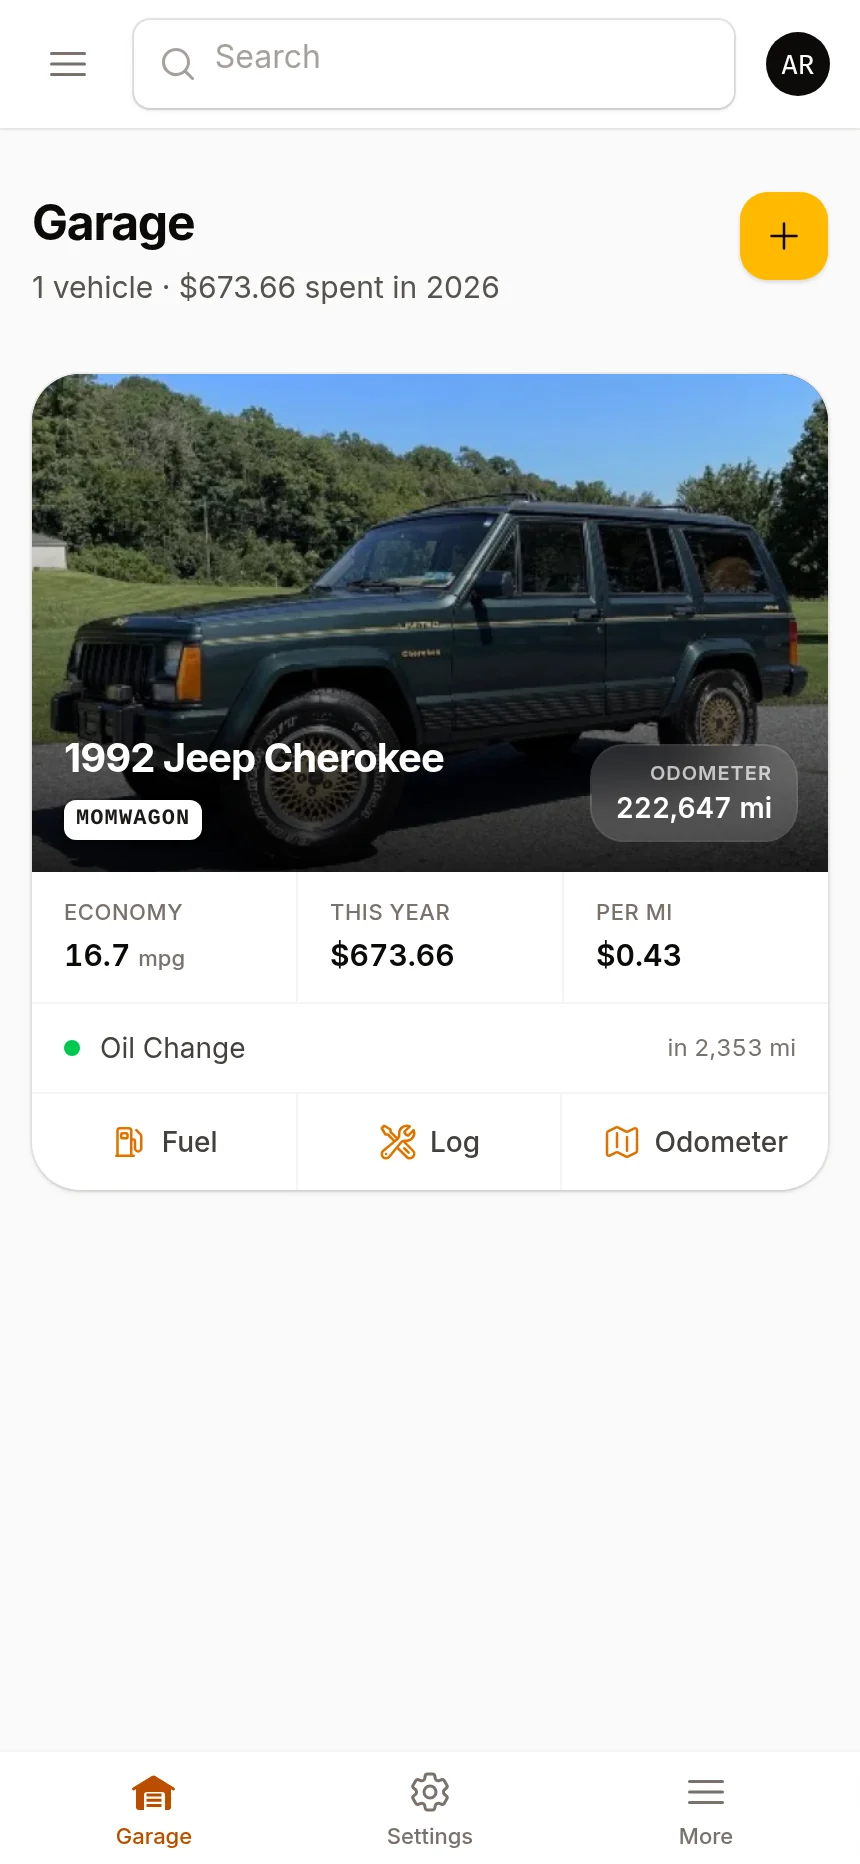 Search
AR
Garage
1 vehicle · $673.66 spent in 2026
LIMITED
Cherokee
1992 Jeep Cherokee
MOMWAGON
ODOMETER
222,647 mi
ECONOMY
16.7 mpg
THIS YEAR
$673.66
PER MI
$0.43
Oil Change
in 2,353 mi
Fuel
Log
Odometer
Garage
Settings
More